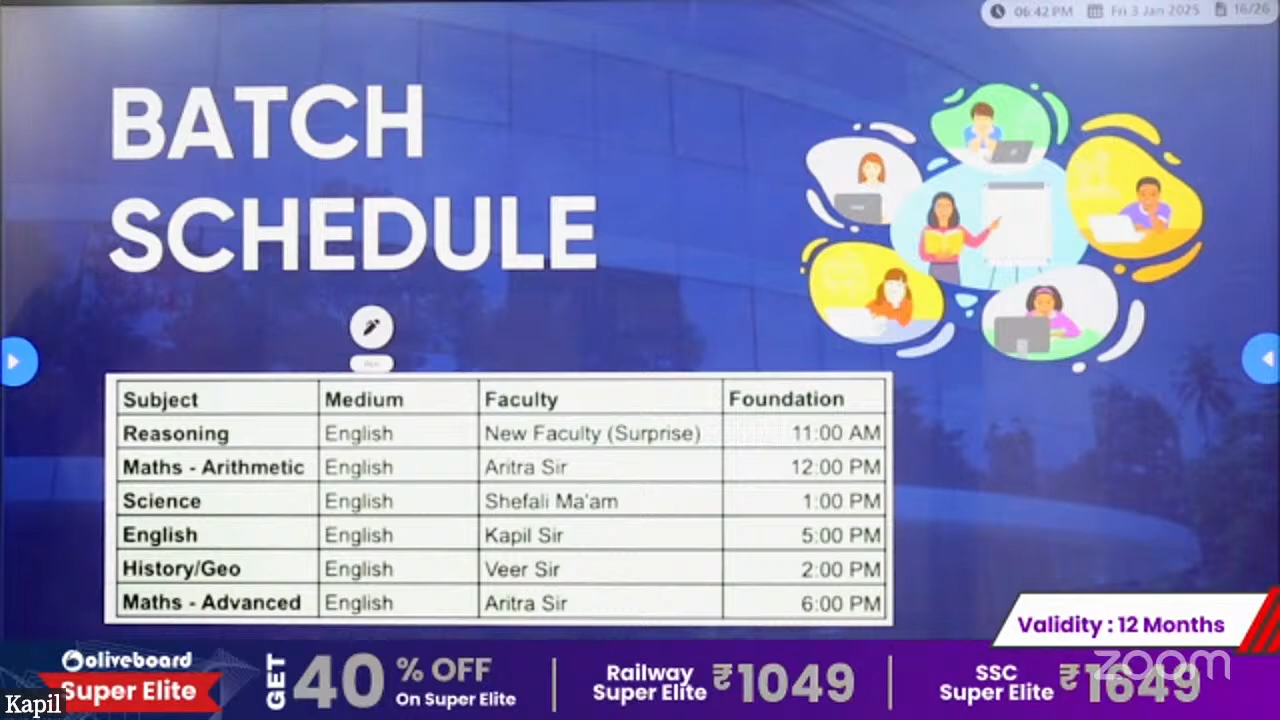 06:42 PM Fri 3 Jan 2025 16/26
BATCH
SCHEDULE
Subject Medium Faculty Foundation
Reasoning English New Faculty (Surprise) 11:00 AM
Maths - Arithmetic English Aritra Sir 12:00 PM
Science English Shefali Ma'am 1:00 PM
English English Kapil Sir 5:00 PM
History/Geo English Veer Sir 2:00 PM
Maths - Advanced English Aritra Sir 6:00 PM
Validity : 12 Months
oliveboard
Super Elite
GET 40 % OFF
On Super Elite
Railway
Super Elite ₹1049
SSC
Super Elite ₹1649
zoom
Kapil